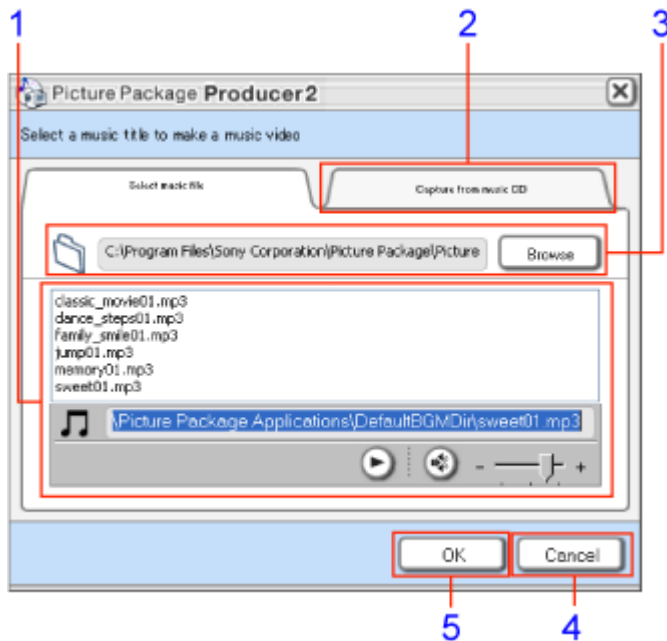 1 2 3
Picture Package Producer2
Select a music title to make a music video
Select music file
Capture from music CD
C:\Program Files\Sony Corporation\Picture Package\Picture
Browse
classic_movie01.mp3
dance_steps01.mp3
family_smile01.mp3
jump01.mp3
memory01.mp3
sweet01.mp3
\Picture Package Applications\DefaultBGMDir\sweet01.mp3
- +
OK Cancel
5 4